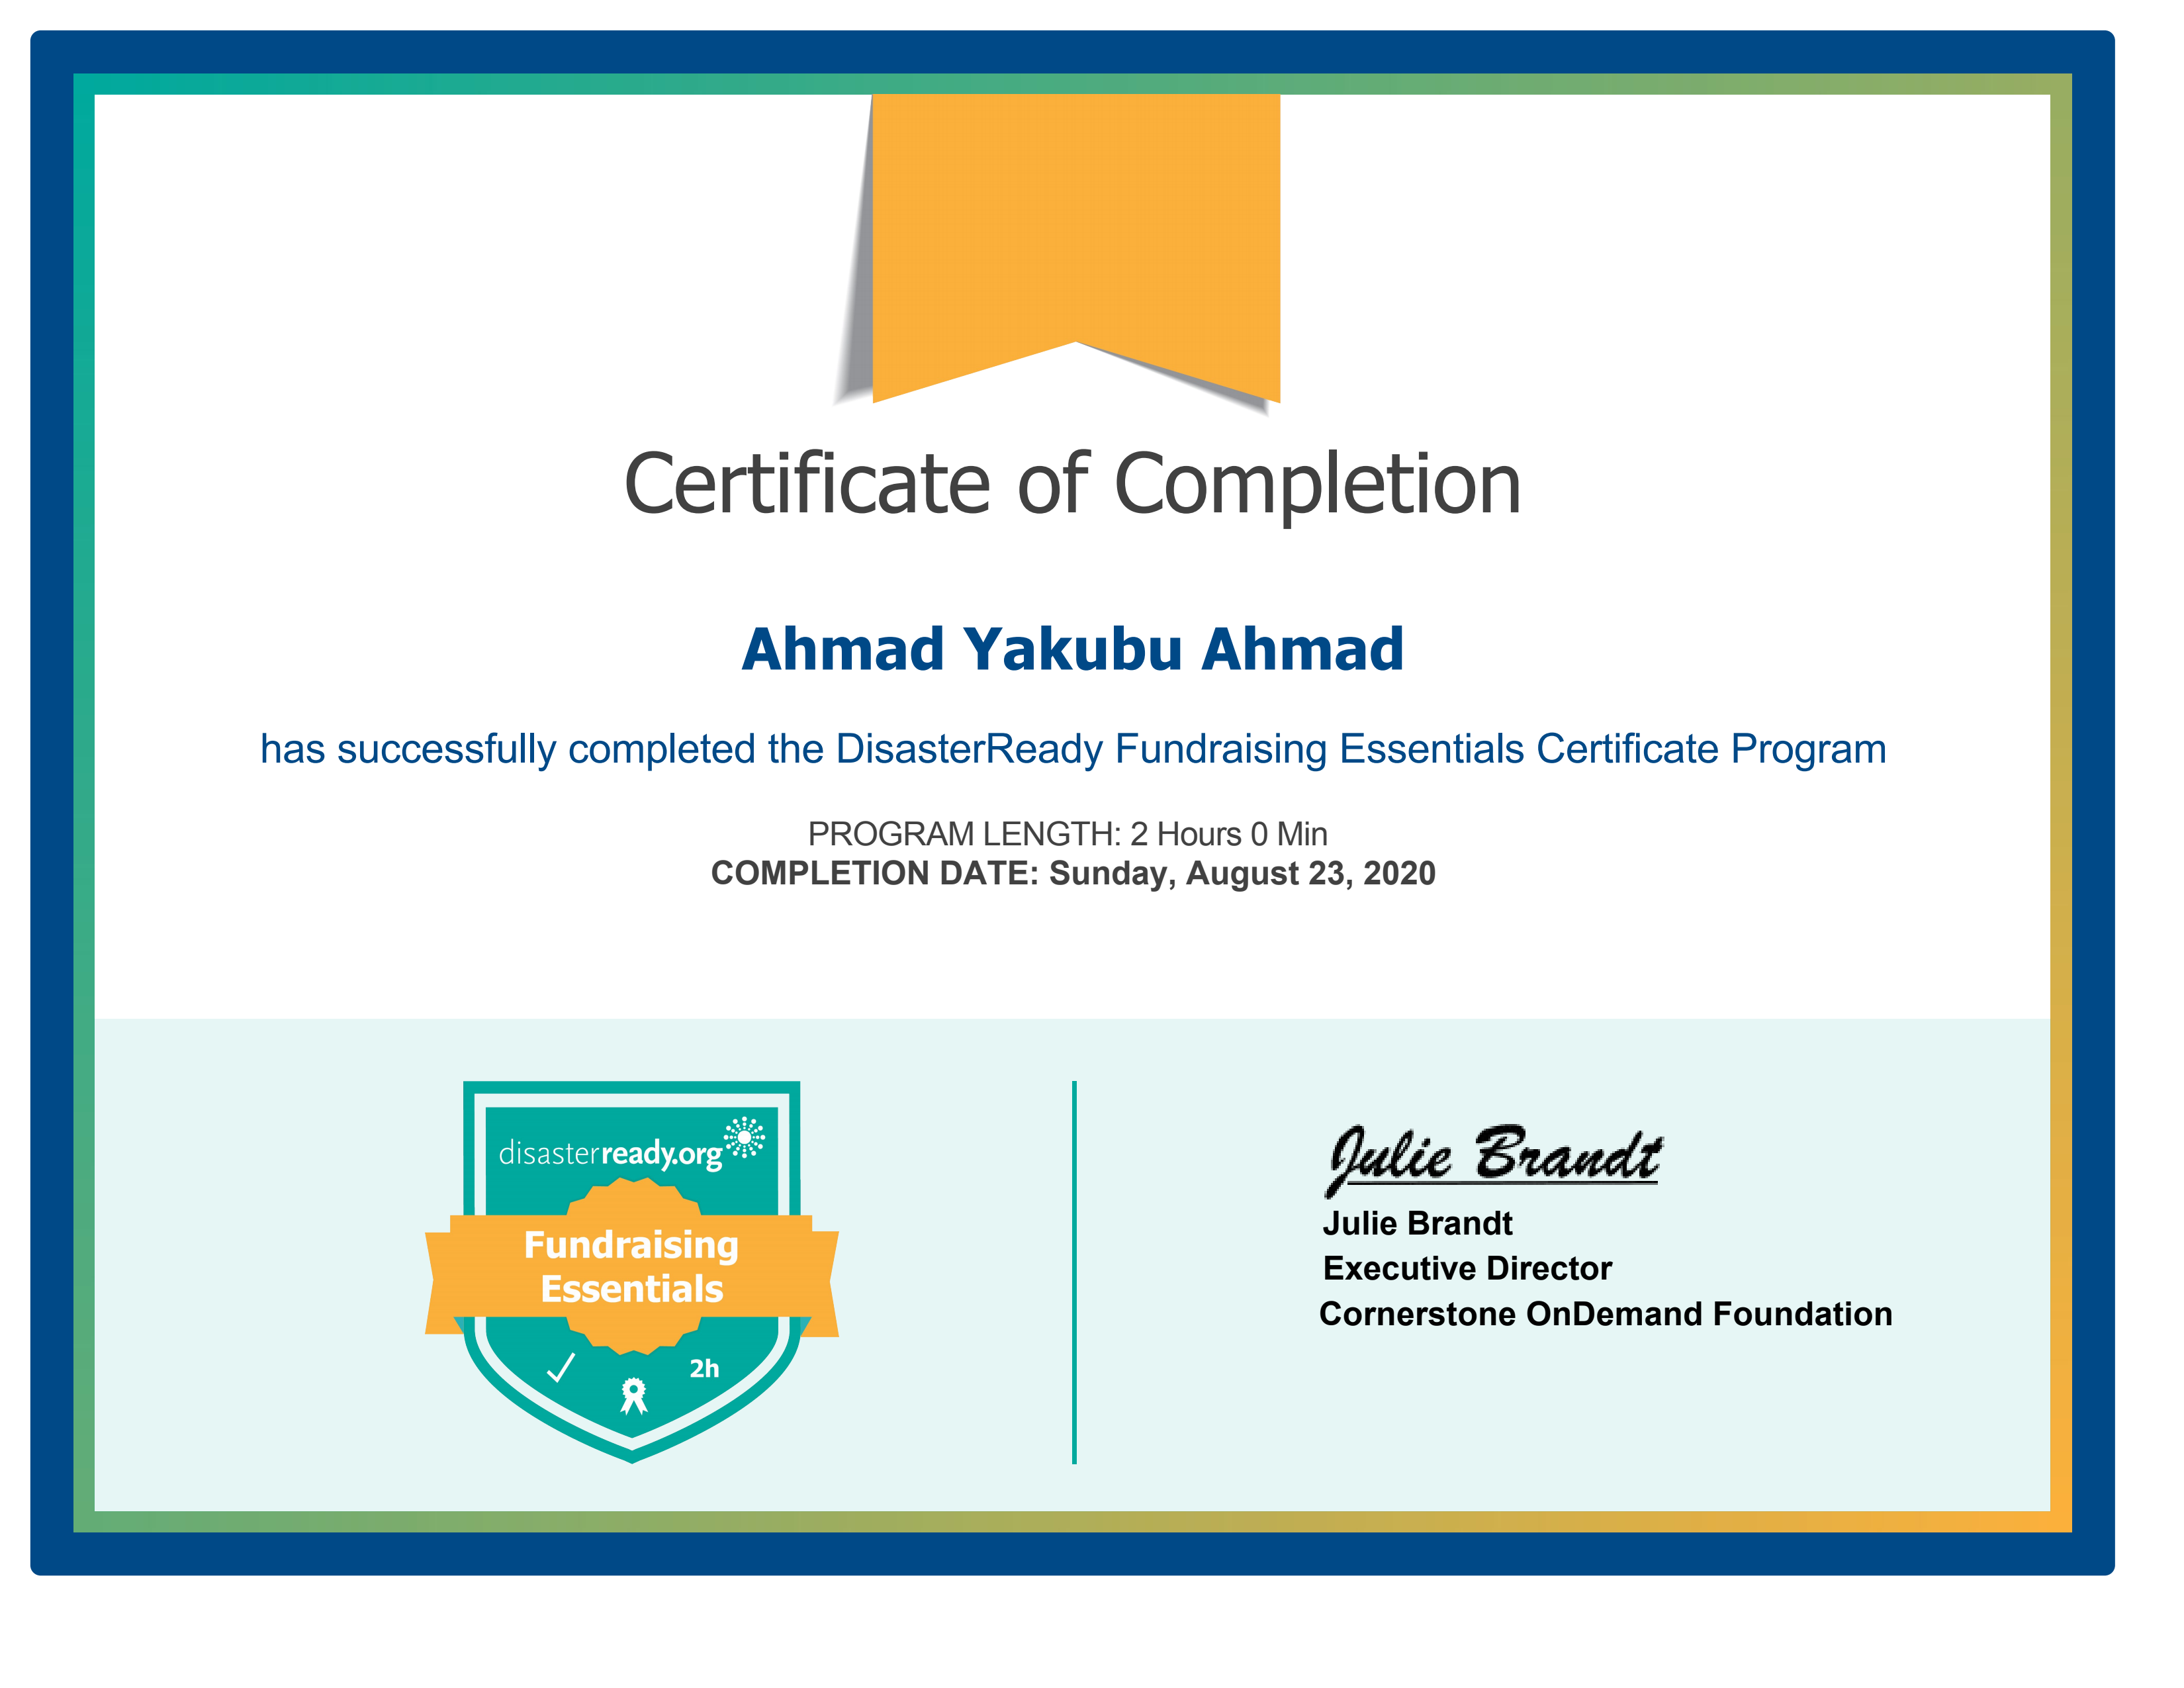 Certificate of Completion
Ahmad Yakubu Ahmad
has successfully completed the DisasterReady Fundraising Essentials Certificate Program
PROGRAM LENGTH: 2 Hours 0 Min
COMPLETION DATE: Sunday, August 23, 2020
disasterready.org
Fundraising
Essentials
2h
Julie Brandt
Julie Brandt
Executive Director
Cornerstone OnDemand Foundation